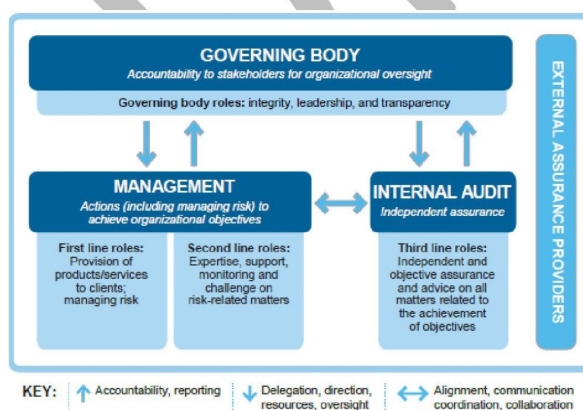 GOVERNING BODY
Accountability to stakeholders for organizational oversight
Governing body roles: integrity, leadership, and transparency
MANAGEMENT
Actions (including managing risk) to
achieve organizational objectives
INTERNAL AUDIT
Independent assurance
First line roles:
Provision of
products/services
to clients;
managing risk
Second line roles:
Expertise, support,
monitoring and
challenge on
risk-related matters
Third line roles:
Independent and
objective assurance
and advice on all
matters related to
the achievement
of objectives
EXTERNAL ASSURANCE PROVIDERS
KEY:
Accountability, reporting
Delegation, direction,
resources, oversight
Alignment, communication
coordination, collaboration